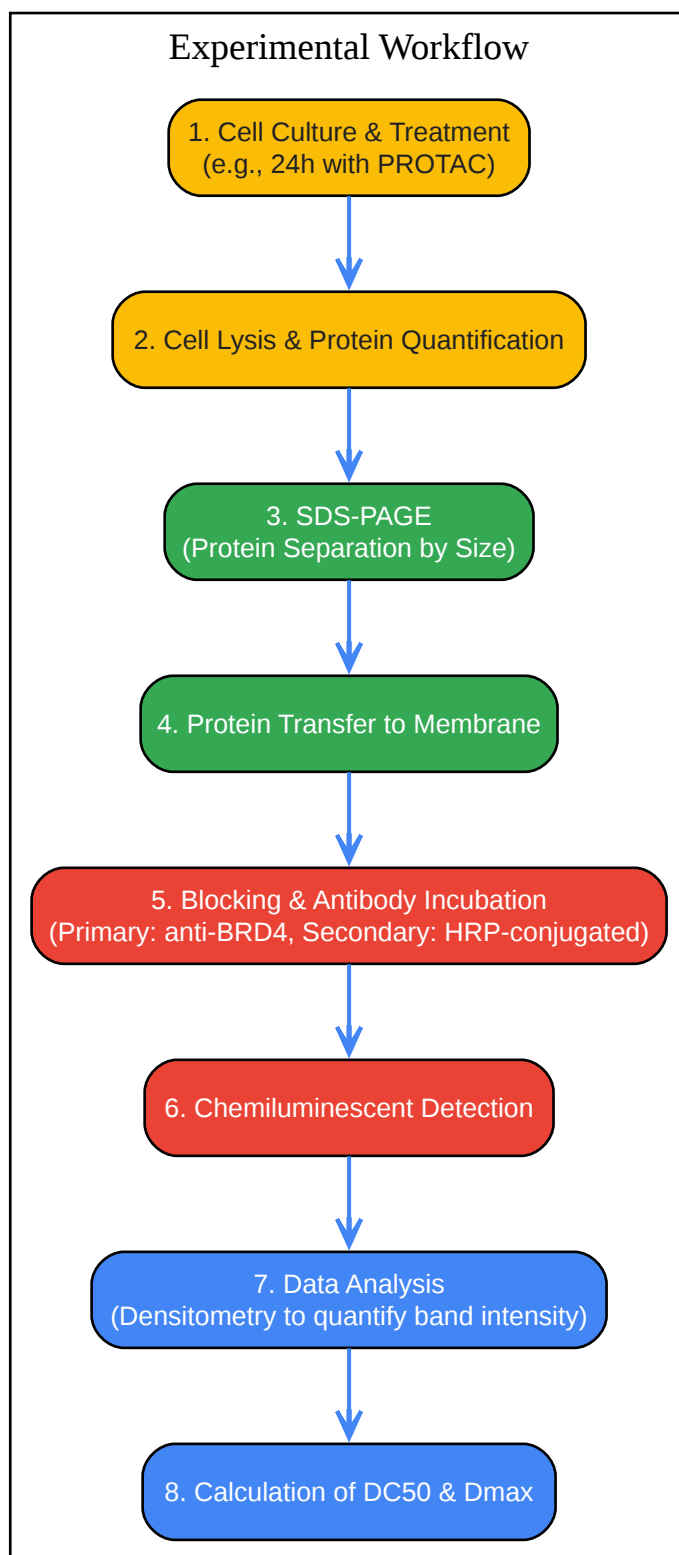 Experimental Workflow
1. Cell Culture & Treatment
(e.g., 24h with PROTAC)
2. Cell Lysis & Protein Quantification
3. SDS-PAGE
(Protein Separation by Size)
4. Protein Transfer to Membrane
5. Blocking & Antibody Incubation
(Primary: anti-BRD4, Secondary: HRP-conjugated)
6. Chemiluminescent Detection
7. Data Analysis
(Densitometry to quantify band intensity)
8. Calculation of DC50 & Dmax